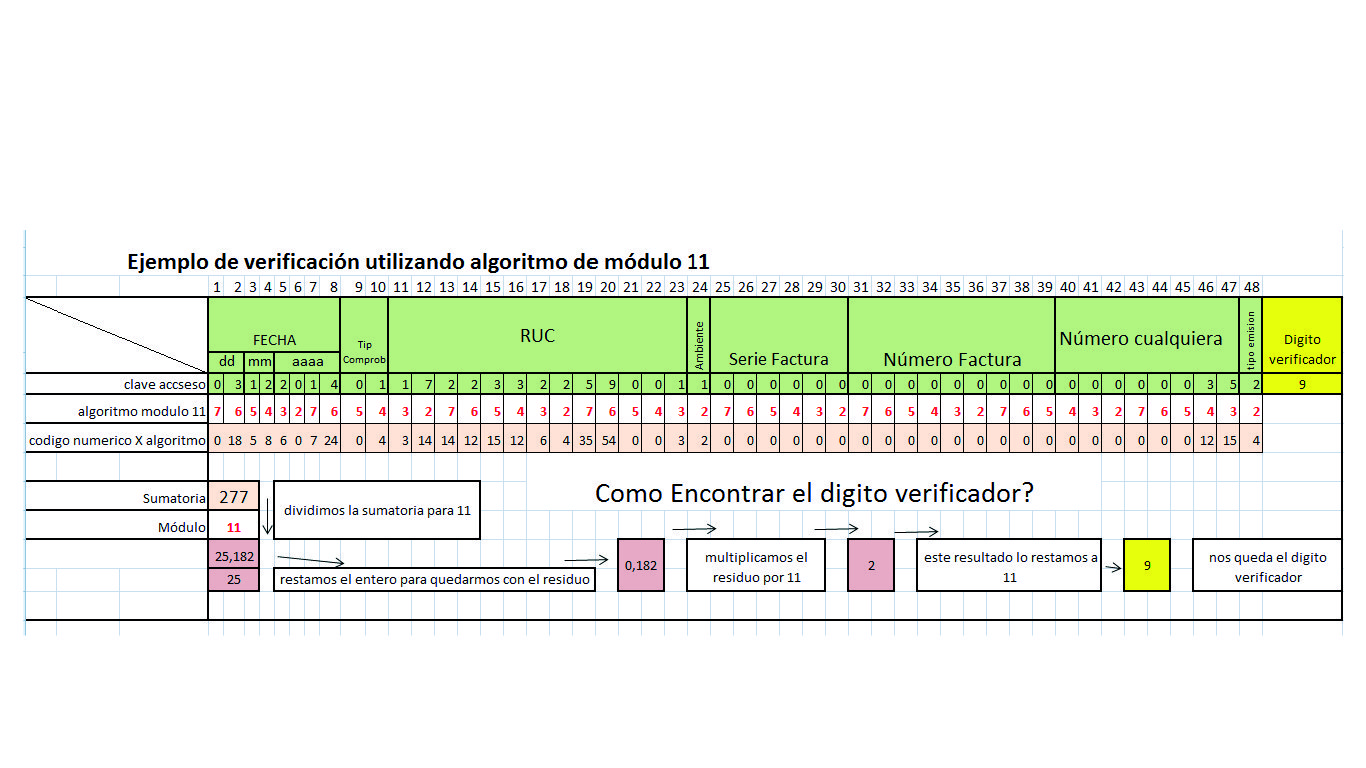 Ejemplo de verificación utilizando algoritmo de módulo 11
1 2 3 4 5 6 7 8 9 10 11 12 13 14 15 16 17 18 19 20 21 22 23 24 25 26 27 28 29 30 31 32 33 34 35 36 37 38 39 40 41 42 43 44 45 46 47 48
FECHA
dd mm aaaa
Tip
Comprob
RUC
Ambiente
Serie Factura
Número Factura
Número cualquiera
tipo emision
Digito
verificador
clave accseso 0 3 1 2 2 0 1 4 0 1 1 7 2 2 3 3 2 2 5 9 0 0 1 1 0 0 0 0 0 0 0 0 0 0 0 0 0 0 0 0 0 0 0 0 0 3 5 2 9
algoritmo modulo 11 7 6 5 4 3 2 7 6 5 4 3 2 7 6 5 4 3 2 7 6 5 4 3 2 7 6 5 4 3 2 7 6 5 4 3 2 7 6 5 4 3 2 7 6 5 4 3 2
codigo numerico X algoritmo 0 18 5 8 6 0 7 24 0 4 3 14 14 12 15 12 6 4 35 54 0 0 3 2 0 0 0 0 0 0 0 0 0 0 0 0 0 0 0 0 0 0 0 0 0 12 15 4
Sumatoria 277
Módulo 11
dividimos la sumatoria para 11
Como Encontrar el digito verificador?
25,182
25
restamos el entero para quedarmos con el residuo
0,182
multiplicamos el
residuo por 11
2
este resultado lo restamos a
11
9
nos queda el digito
verificador